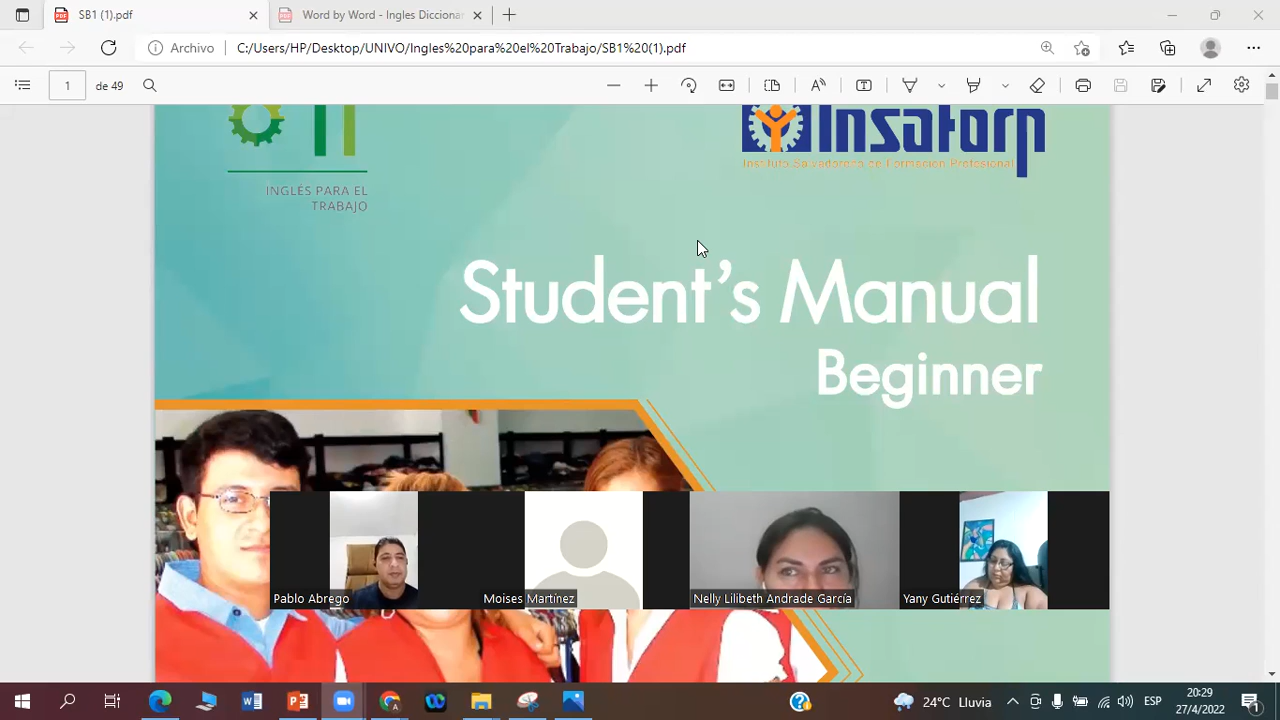 SB1 (1).pdf
Word by Word - Ingles Dicciona
Archivo
C:/Users/HP/Desktop/UNIVO/Ingles%20para%20el%20Trabajo/SB1%20(1).pdf
1 de 49
Insaforp
Instituto Salvadoreño de Formación Profesional
INGLÉS PARA EL
TRABAJO
Student's Manual
Beginner
Pablo Abrego
Moises Martínez
Nelly Lilibeth Andrade García
Yany Gutiérrez
24°C Lluvia
ESP
20:29
27/4/2022
1